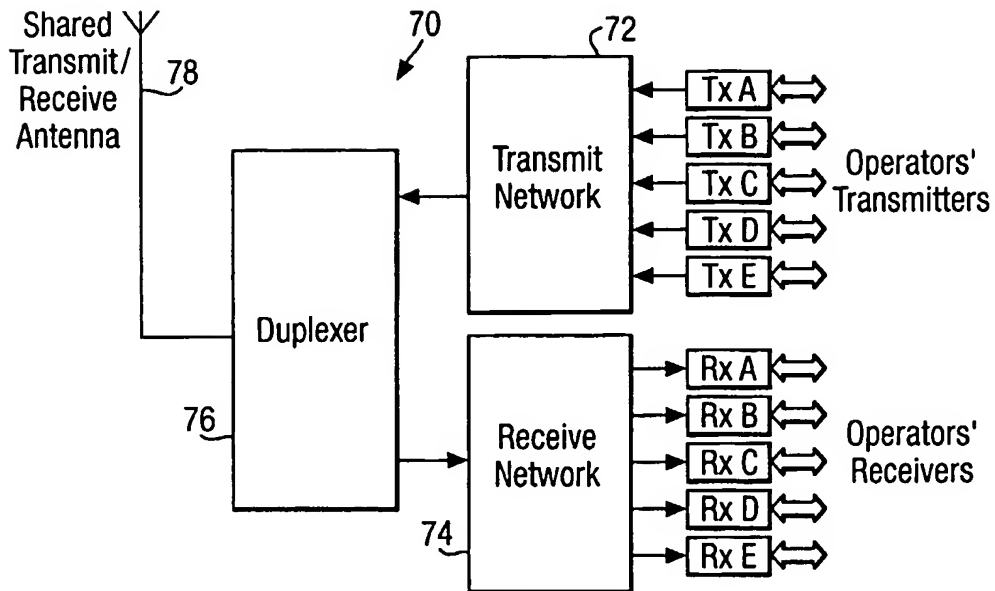 Shared
Transmit/
Receive
Antenna
78
70
72
Transmit
Network
Tx A
Tx B
Tx C
Tx D
Tx E
Operators'
Transmitters
Duplexer
76
Receive
Network
74
Rx A
Rx B
Rx C
Rx D
Rx E
Operators'
Receivers